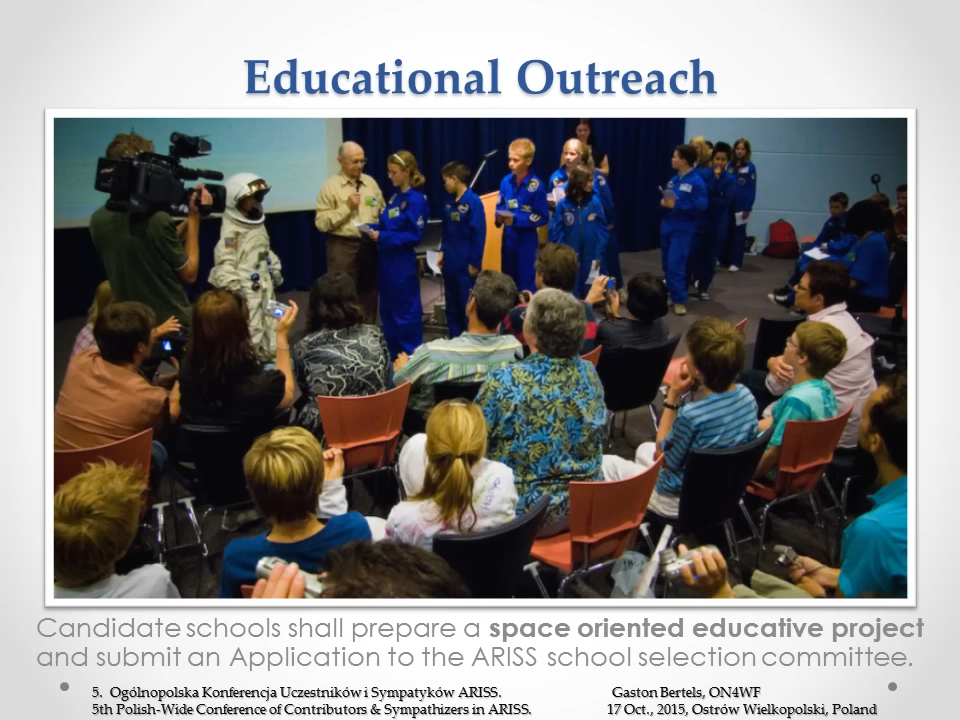 Educational Outreach
Candidate schools shall prepare a space oriented educative project
and submit an Application to the ARISS school selection committee.
5. Ogólnopolska Konferencja Uczestników i Sympatyków ARISS. Gaston Bertels, ON4WF
5th Polish-Wide Conference of Contributors & Sympathizers in ARISS. 17 Oct., 2015, Ostrów Wielkopolski, Poland